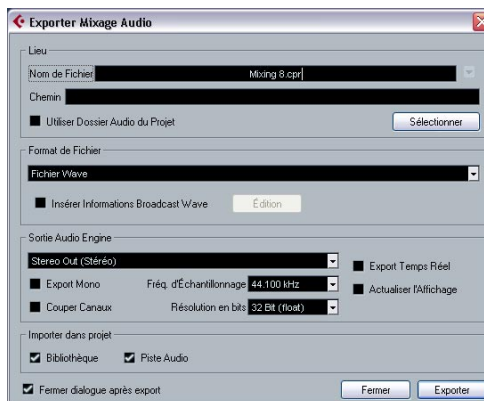 Exporter Mixage Audio
Lieu
Nom de Fichier Mixing 8.cpr
Chemin
Utiliser Dossier Audio du Projet Sélectionner
Format de Fichier
Fichier Wave
Insérer Informations Broadcast Wave Édition
Sortie Audio Engine
Stereo Out (Stéréo) Export Temps Réel
Export Mono Fréq. d'Échantillonnage 44.100 kHz Actualiser l'Affichage
Couper Canaux Résolution en bits 32 Bit (float)
Importer dans projet
Bibliothèque Piste Audio
Fermer dialogue après export Fermer Exporter